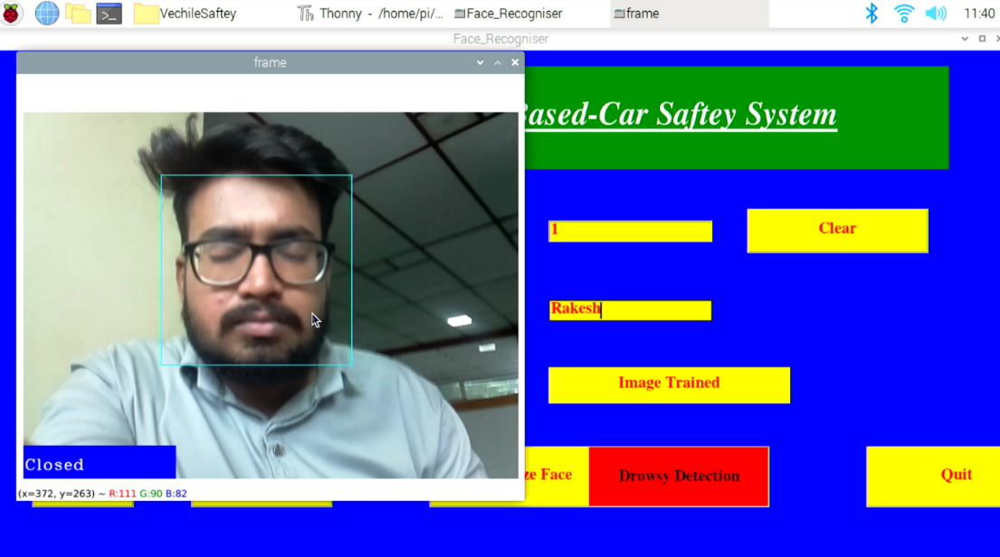 VechileSaftey
Thonny - /home/pi/...
Face_Recogniser
frame
11:40
Face_Recogniser
frame
Based-Car Saftey System
1
Clear
Rakesh
Image Trained
Closed
ze Face
Drowsy Detection
Quit
(x=372, y=263) ~ R:111 G:90 B:82